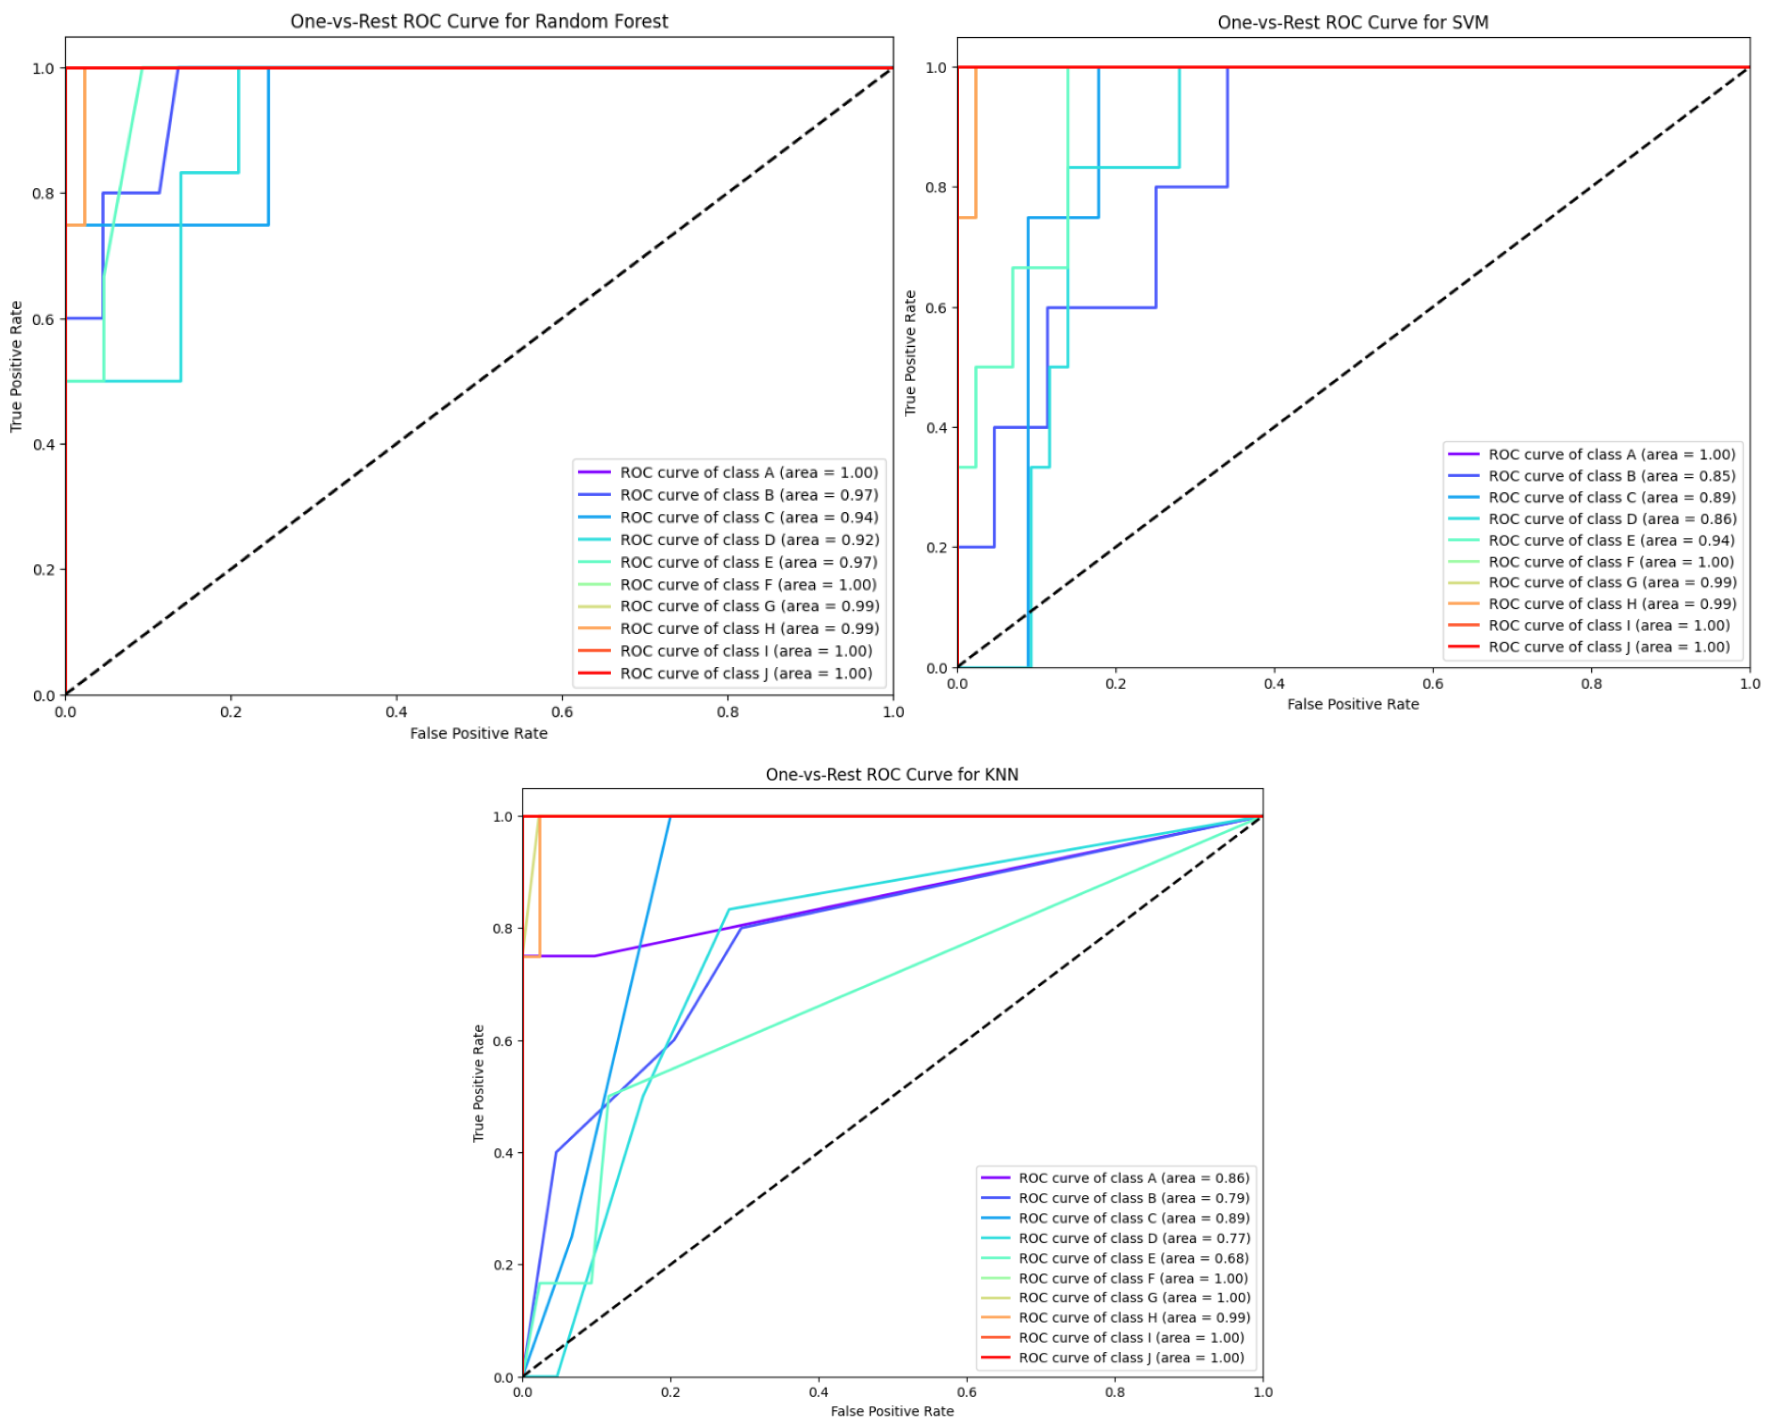 One-vs-Rest ROC Curve for Random Forest
1.0
0.8
0.6
0.4
0.2
0.0
True Positive Rate
ROC curve of class A (area = 1.00)
ROC curve of class B (area = 0.97)
ROC curve of class C (area = 0.94)
ROC curve of class D (area = 0.92)
ROC curve of class E (area = 0.97)
ROC curve of class F (area = 1.00)
ROC curve of class G (area = 0.99)
ROC curve of class H (area = 0.99)
ROC curve of class I (area = 1.00)
ROC curve of class J (area = 1.00)
0.0 0.2 0.4 0.6 0.8 1.0
False Positive Rate
One-vs-Rest ROC Curve for SVM
1.0
0.8
0.6
0.4
0.2
0.0
True Positive Rate
ROC curve of class A (area = 1.00)
ROC curve of class B (area = 0.85)
ROC curve of class C (area = 0.89)
ROC curve of class D (area = 0.86)
ROC curve of class E (area = 0.94)
ROC curve of class F (area = 1.00)
ROC curve of class G (area = 0.99)
ROC curve of class H (area = 0.99)
ROC curve of class I (area = 1.00)
ROC curve of class J (area = 1.00)
0.0 0.2 0.4 0.6 0.8 1.0
False Positive Rate
One-vs-Rest ROC Curve for KNN
1.0
0.8
0.6
0.4
0.2
0.0
True Positive Rate
ROC curve of class A (area = 0.86)
ROC curve of class B (area = 0.79)
ROC curve of class C (area = 0.89)
ROC curve of class D (area = 0.77)
ROC curve of class E (area = 0.68)
ROC curve of class F (area = 1.00)
ROC curve of class G (area = 1.00)
ROC curve of class H (area = 0.99)
ROC curve of class I (area = 1.00)
ROC curve of class J (area = 1.00)
0.0 0.2 0.4 0.6 0.8 1.0
False Positive Rate